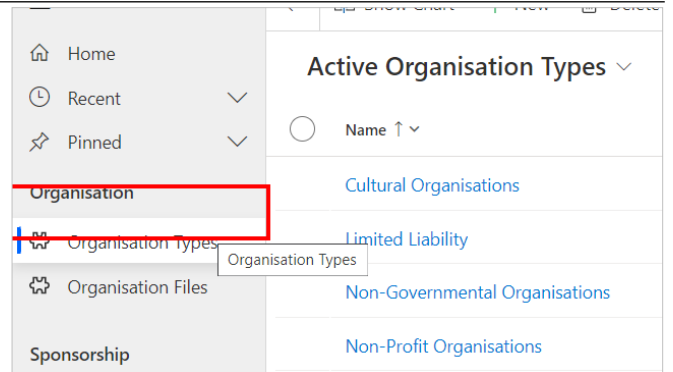 Show Chart
New
Delete
Home
Recent
Pinned
Organisation
Organisation Types
Organisation Types
Organisation Files
Sponsorship
Active Organisation Types
Name
Cultural Organisations
Limited Liability
Non-Governmental Organisations
Non-Profit Organisations